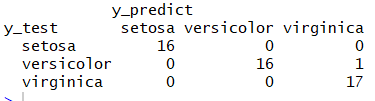 y_predict
y_test setosa versicolor virginica
setosa 16 0 0
versicolor 0 16 1
virginica 0 0 17
>